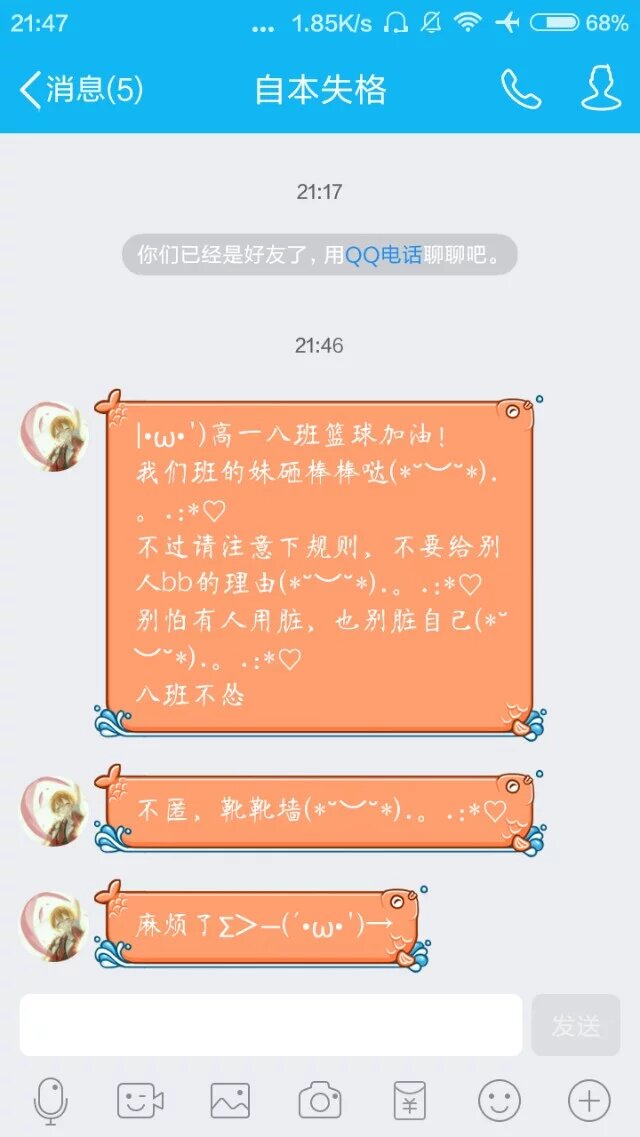 21:47 ... 1.85K/s 68%
消息(5) 自本失格
21:17
你们已经是好友了，用QQ电话聊聊吧。
21:46
|•ω•')高一八班篮球加油！
我们班的妹砸棒棒哒(*˘︶˘*).
。.:*♡
不过请注意下规则，不要给别
人bb的理由(*˘︶˘*).。.:*♡
别怕有人用脏，也别脏自己(*˘
︶˘*).。.:*♡
八班不怂
不匿，靴靴墙(*˘︶˘*).。.:*♡
麻烦了Σ>―(´•ω•')→
发送